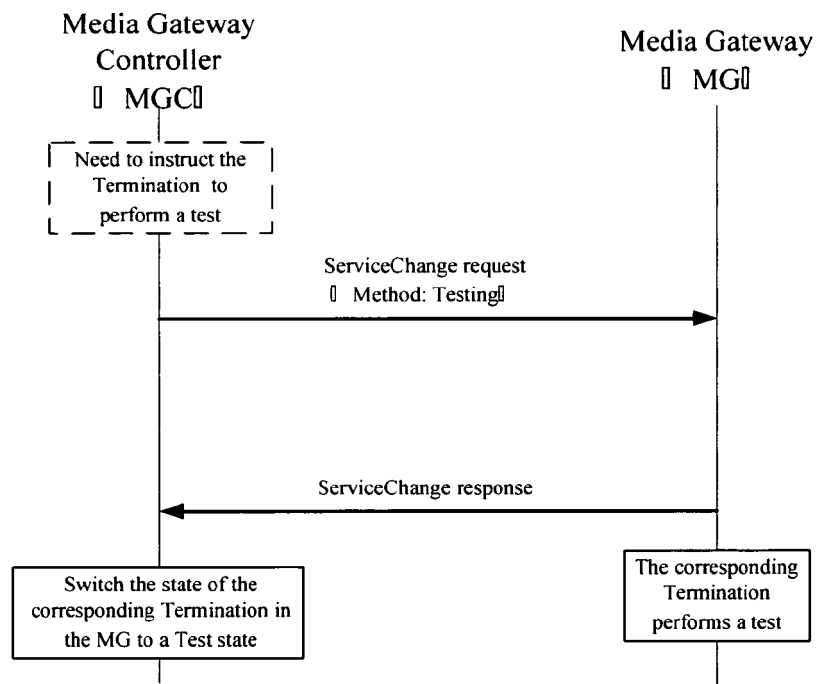 Media Gateway
Controller
▯ MGC▯
Media Gateway
▯ MG▯
Need to instruct the
Termination to
perform a test
ServiceChange request
▯ Method: Testing▯
ServiceChange response
Switch the state of the
corresponding Termination in
the MG to a Test state
The corresponding
Termination
performs a test